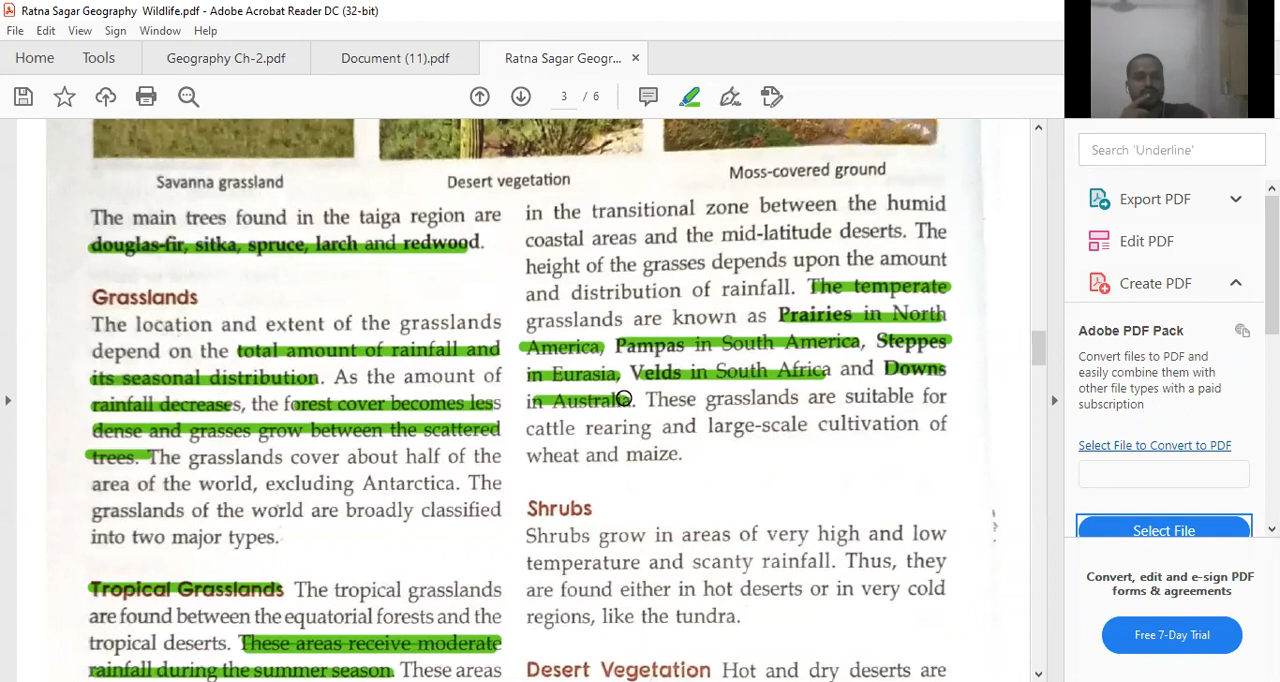 Ratna Sagar Geography  Wildlife.pdf - Adobe Acrobat Reader DC (32-bit)
File Edit View Sign Window Help
Home Tools Geography Ch-2.pdf Document (11).pdf Ratna Sagar Geogr... ×
3 / 6
Search 'Underline'
Export PDF
Edit PDF
Create PDF
Adobe PDF Pack
Convert files to PDF and
easily combine them with
other file types with a paid
subscription
Select File to Convert to PDF
Select File
Convert, edit and e-sign PDF
forms & agreements
Free 7-Day Trial
Savanna grassland
Desert vegetation
Moss-covered ground
The main trees found in the taiga region are
douglas-fir, sitka, spruce, larch and redwood.
Grasslands
The location and extent of the grasslands
depend on the total amount of rainfall and
its seasonal distribution. As the amount of
rainfall decreases, the forest cover becomes less
dense and grasses grow between the scattered
trees. The grasslands cover about half of the
area of the world, excluding Antarctica. The
grasslands of the world are broadly classified
into two major types.
Tropical Grasslands The tropical grasslands
are found between the equatorial forests and the
tropical deserts. These areas receive moderate
rainfall during the summer season. These areas
in the transitional zone between the humid
coastal areas and the mid-latitude deserts. The
height of the grasses depends upon the amount
and distribution of rainfall. The temperate
grasslands are known as Prairies in North
America, Pampas in South America, Steppes
in Eurasia, Velds in South Africa and Downs
in Australia. These grasslands are suitable for
cattle rearing and large-scale cultivation of
wheat and maize.
Shrubs
Shrubs grow in areas of very high and low
temperature and scanty rainfall. Thus, they
are found either in hot deserts or in very cold
regions, like the tundra.
Desert Vegetation Hot and dry deserts are